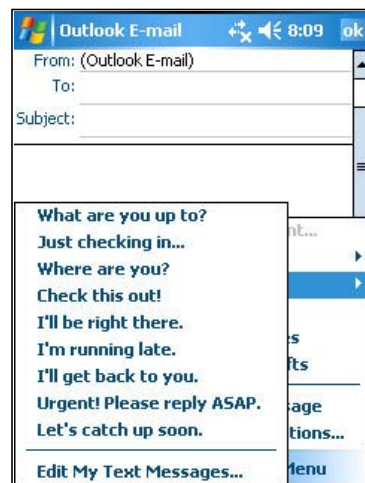 Outlook E-mail 8:09 ok
From: (Outlook E-mail)
To:
Subject:
What are you up to?
Just checking in...
Where are you?
Check this out!
I'll be right there.
I'm running late.
I'll get back to you.
Urgent! Please reply ASAP.
Let's catch up soon.
Edit My Text Messages...